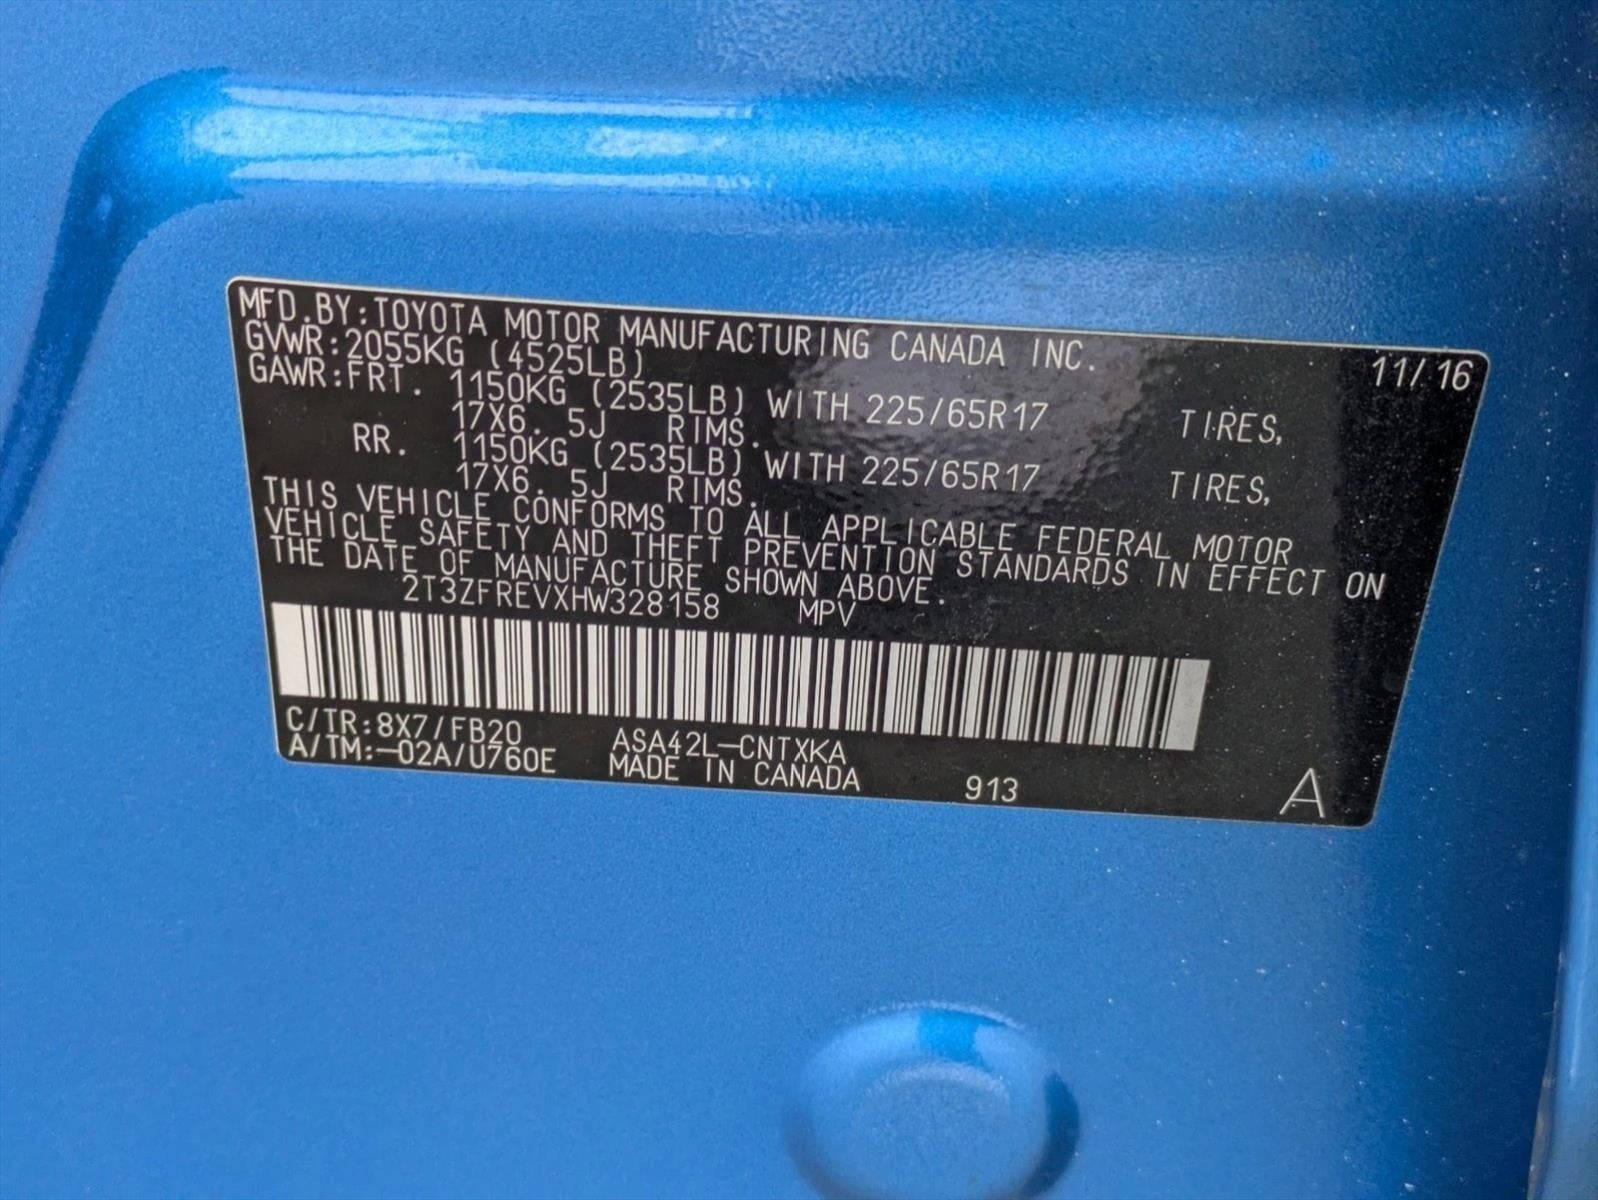 MFD.BY:TOYOTA MOTOR MANUFACTURING CANADA INC. 11/16
GVWR:2055KG (4525LB)
GAWR:FRT. 1150KG (2535LB) WITH 225/65R17 TIRES,
17X6. 5J RIMS.
RR. 1150KG (2535LB) WITH 225/65R17 TIRES,
17X6. 5J RIMS.
THIS VEHICLE CONFORMS TO ALL APPLICABLE FEDERAL MOTOR
VEHICLE SAFETY AND THEFT PREVENTION STANDARDS IN EFFECT ON
THE DATE OF MANUFACTURE SHOWN ABOVE.
2T3ZFREVXHW328158 MPV
C/TR:8X7/FB20 ASA42L-CNTXKA
A/TM:-02A/U760E MADE IN CANADA 913 A